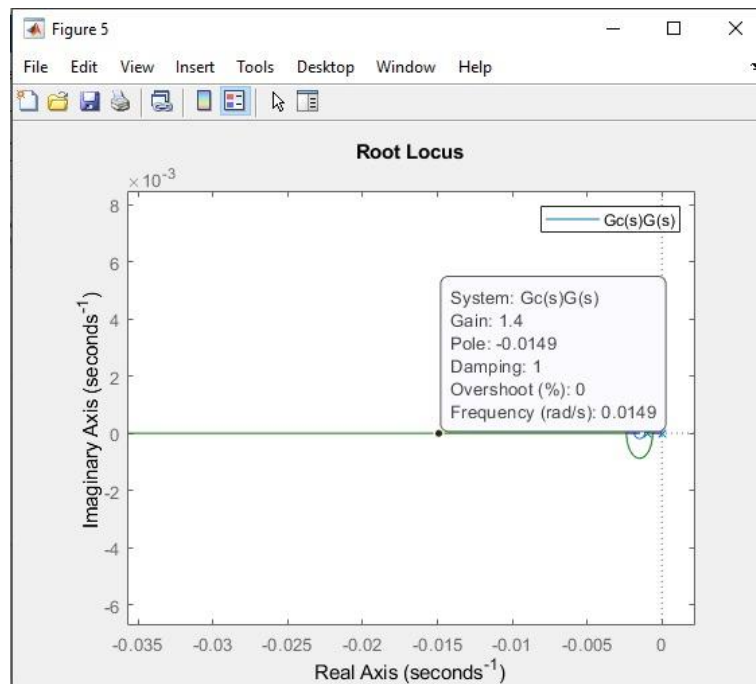 Figure 5
File Edit View Insert Tools Desktop Window Help
Root Locus
×10⁻³
Gc(s)G(s)
System: Gc(s)G(s)
Gain: 1.4
Pole: -0.0149
Damping: 1
Overshoot (%): 0
Frequency (rad/s): 0.0149
Imaginary Axis (seconds⁻¹)
8
6
4
2
0
-2
-4
-6
-0.035 -0.03 -0.025 -0.02 -0.015 -0.01 -0.005 0
Real Axis (seconds⁻¹)